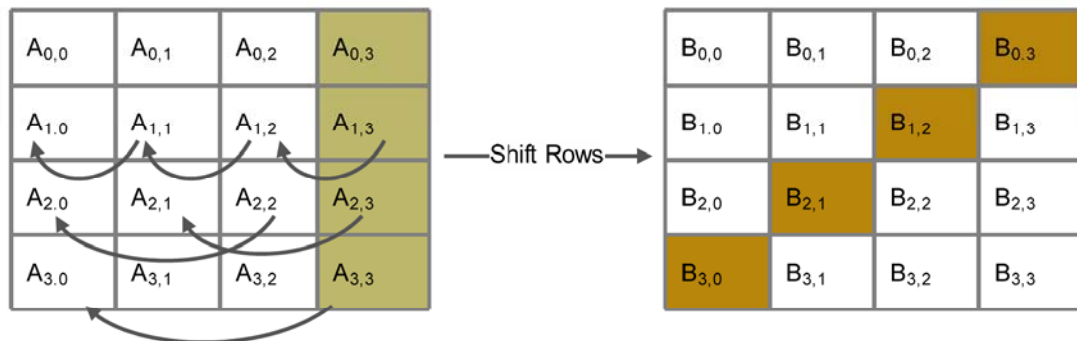 A0,0 A0,1 A0,2 A0,3 B0,0 B0,1 B0,2 B0.3
A1.0 A1,1 A1,2 A1,3 B1.0 B1,1 B1,2 B1,3
Shift Rows
A2.0 A2,1 A2,2 A2,3 B2,0 B2,1 B2,2 B2,3
A3.0 A3,1 A3,2 A3,3 B3,0 B3,1 B3,2 B3,3